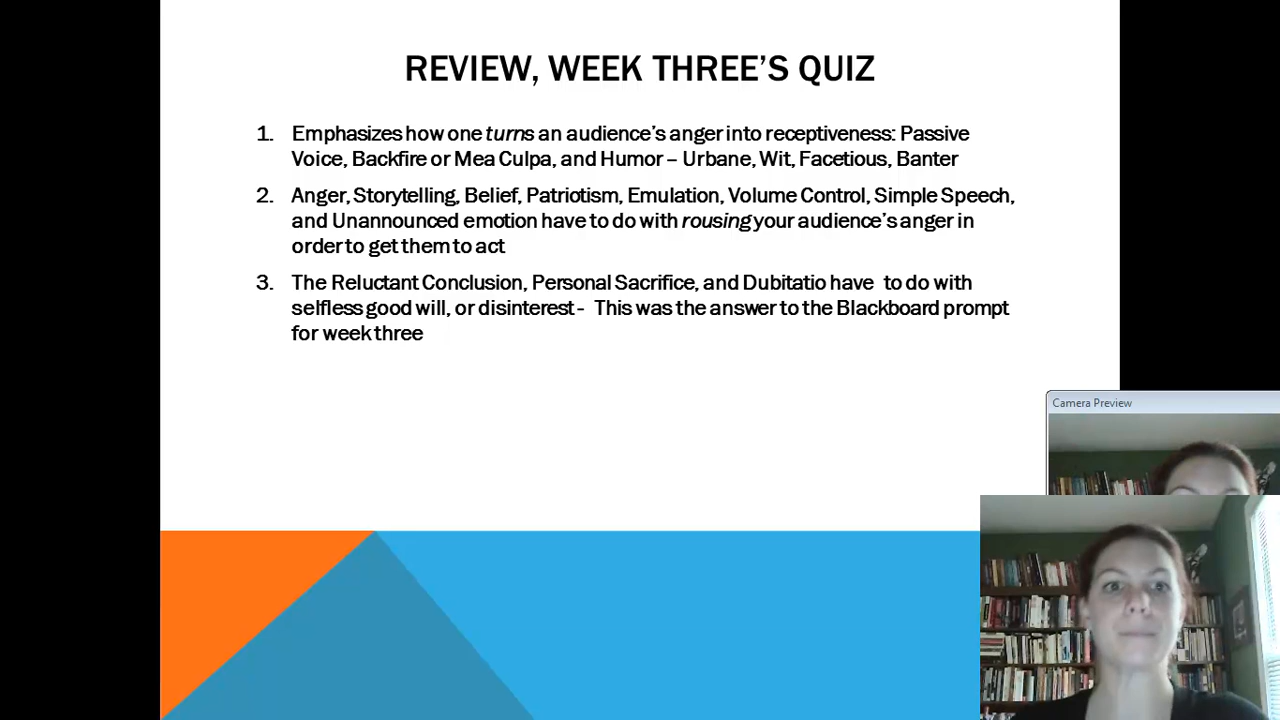 REVIEW, WEEK THREE'S QUIZ
1. Emphasizes how one turns an audience's anger into receptiveness: Passive
Voice, Backfire or Mea Culpa, and Humor – Urbane, Wit, Facetious, Banter
2. Anger, Storytelling, Belief, Patriotism, Emulation, Volume Control, Simple Speech,
and Unannounced emotion have to do with rousing your audience's anger in
order to get them to act
3. The Reluctant Conclusion, Personal Sacrifice, and Dubitatio have to do with
selfless good will, or disinterest - This was the answer to the Blackboard prompt
for week three
Camera Preview